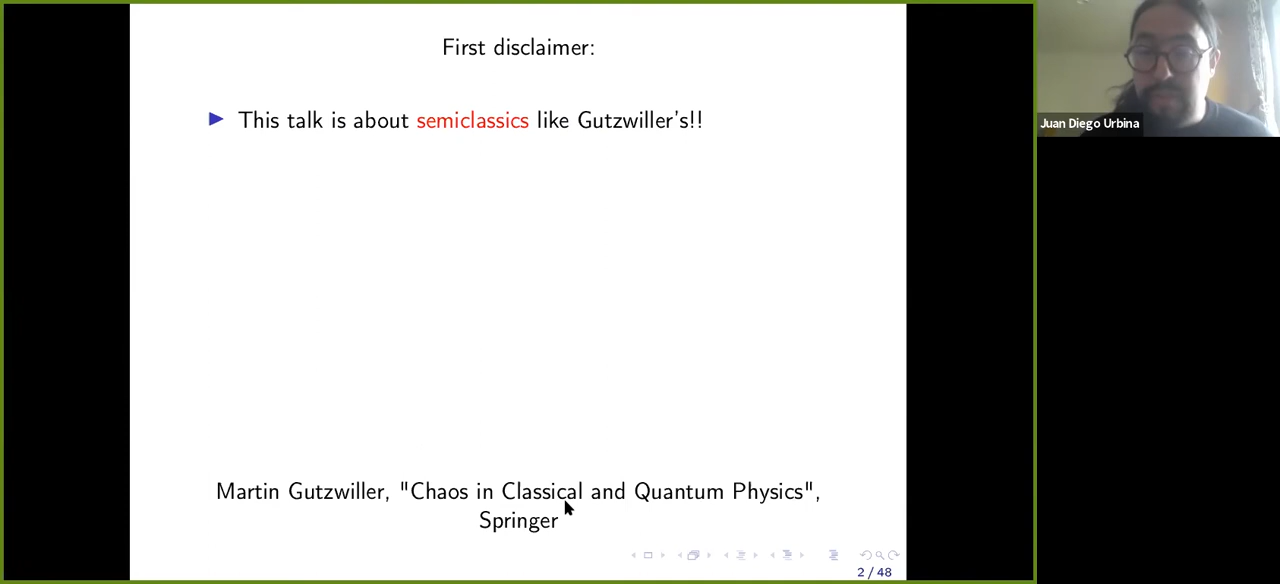 First disclaimer:
This talk is about semiclassics like Gutzwiller's!!
Martin Gutzwiller, "Chaos in Classical and Quantum Physics",
Springer
2 / 48
Juan Diego Urbina